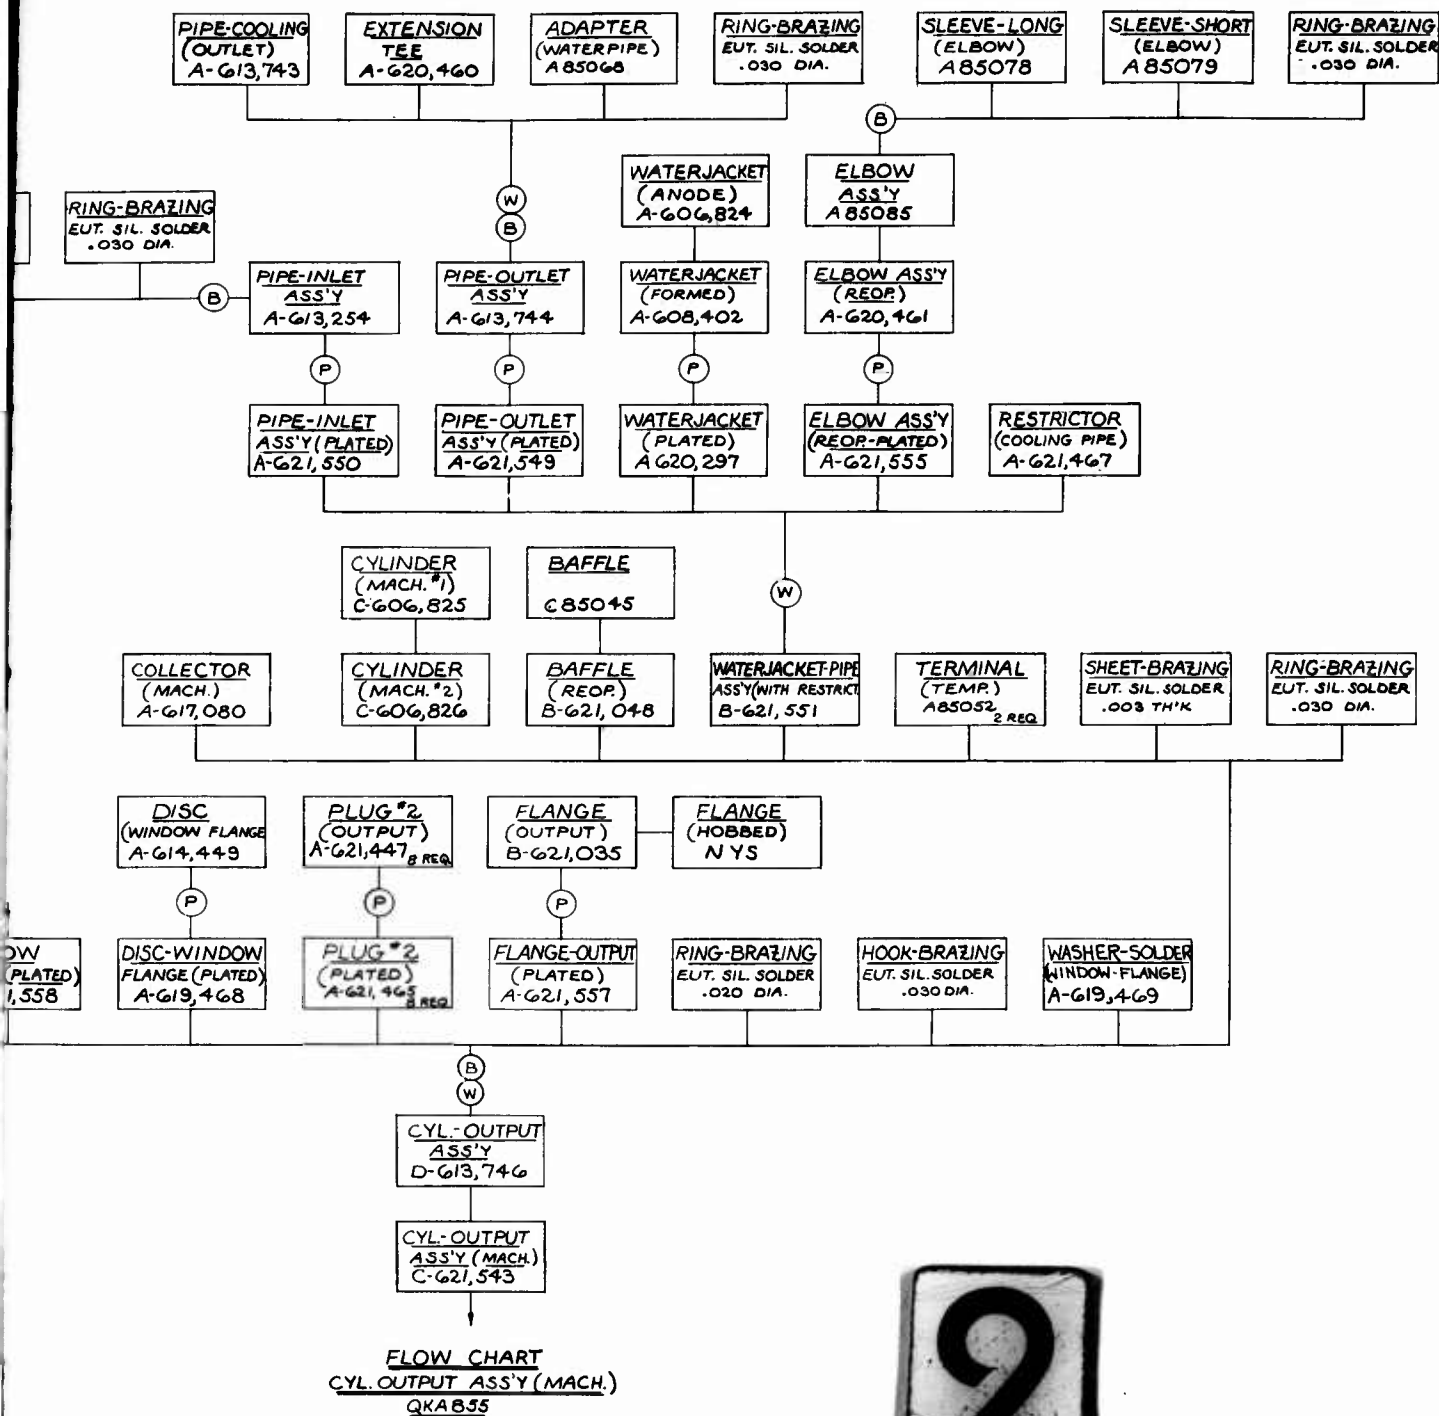 PIPE-COOLING
(OUTLET)
A-613,743
EXTENSION
TEE
A-620,460
ADAPTER
(WATERPIPE)
A85068
RING-BRAZING
EUT. SIL. SOLDER
.030 DIA.
SLEEVE-LONG
(ELBOW)
A85078
SLEEVE-SHORT
(ELBOW)
A85079
RING-BRAZING
EUT. SIL. SOLDER
.030 DIA.
B
RING-BRAZING
EUT. SIL. SOLDER
.030 DIA.
W
B
WATERJACKET
(ANODE)
A-606,824
ELBOW
ASS'Y
A85085
B
PIPE-INLET
ASS'Y
A-613,254
PIPE-OUTLET
ASS'Y
A-613,744
WATERJACKET
(FORMED)
A-608,402
ELBOW ASS'Y
(REOP.)
A-620,461
P
P
P
P
PIPE-INLET
ASS'Y (PLATED)
A-621,550
PIPE-OUTLET
ASS'Y (PLATED)
A-621,549
WATERJACKET
(PLATED)
A 620,297
ELBOW ASS'Y
(REOP.-PLATED)
A-621,555
RESTRICTOR
(COOLING PIPE)
A-621,467
CYLINDER
(MACH. #1)
C-606,825
BAFFLE
C85045
W
COLLECTOR
(MACH.)
A-617,080
CYLINDER
(MACH. #2)
C-606,826
BAFFLE
(REOP.)
B-621,048
WATERJACKET-PIPE
ASS'Y (WITH RESTRICT
B-621,551
TERMINAL
(TEMP.)
A85052
2 REQ
SHEET-BRAZING
EUT. SIL. SOLDER
.003 TH'K
RING-BRAZING
EUT. SIL. SOLDER
.030 DIA.
DISC
(WINDOW FLANGE
A-614,449
PLUG #2
(OUTPUT)
A-621,447
8 REQ.
FLANGE
(OUTPUT)
B-621,035
FLANGE
(HOBBED)
NYS
P
P
P
OW
(PLATED)
1,558
DISC-WINDOW
FLANGE (PLATED)
A-619,468
PLUG #2
(PLATED)
A-621,465
8 REQ
FLANGE-OUTPUT
(PLATED)
A-621,557
RING-BRAZING
EUT. SIL. SOLDER
.020 DIA.
HOOK-BRAZING
EUT. SIL. SOLDER
.030 DIA.
WASHER-SOLDER
(WINDOW-FLANGE)
A-619,469
B
W
CYL.-OUTPUT
ASS'Y
D-613,746
CYL.-OUTPUT
ASS'Y (MACH.)
C-621,543
FLOW CHART
CYL. OUTPUT ASS'Y (MACH.)
QKA855
2